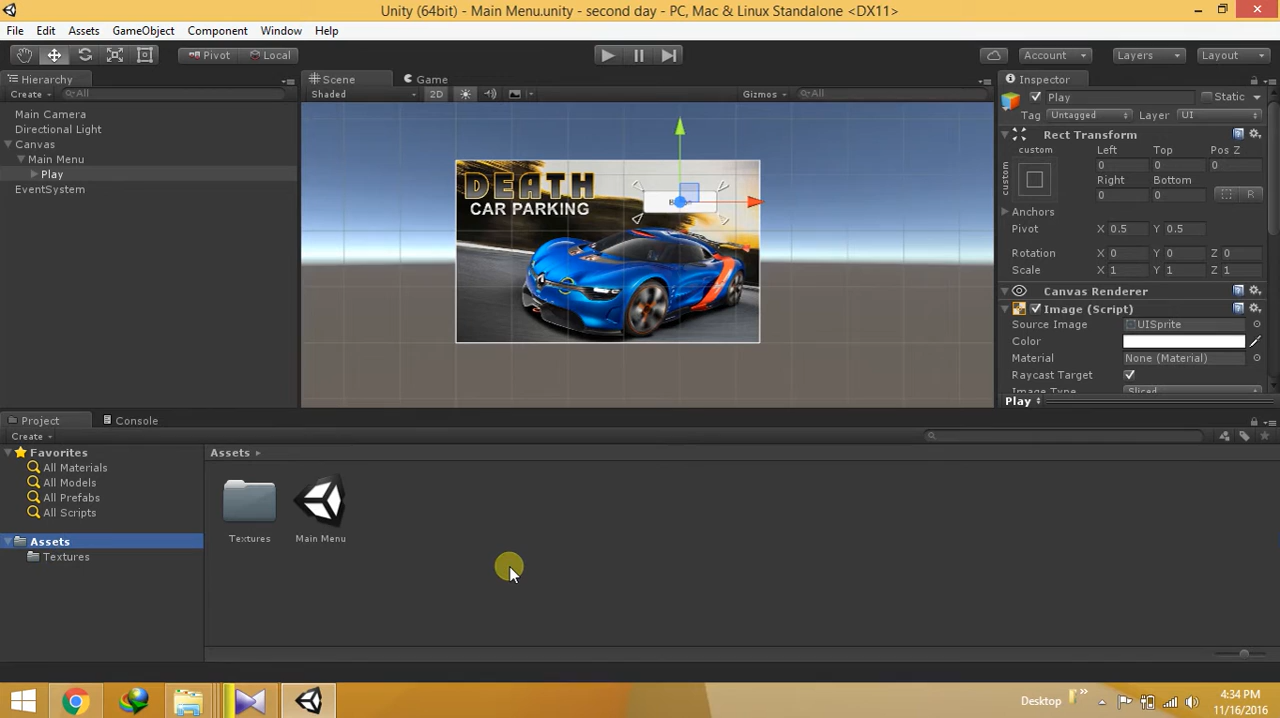 Unity (64bit) - Main Menu.unity - second day - PC, Mac & Linux Standalone <DX11>
File Edit Assets GameObject Component Window Help
Pivot Local Account Layers Layout
Hierarchy
Create All
Main Camera
Directional Light
Canvas
Main Menu
Play
EventSystem
Scene Game
Shaded 2D Gizmos All
DEATH
CAR PARKING
Inspector
Play Static
Tag Untagged Layer UI
Rect Transform
custom Left Top Pos Z
custom
0 0 0
Right Bottom
0 0 R
Anchors
Pivot X 0.5 Y 0.5
Rotation X 0 Y 0 Z 0
Scale X 1 Y 1 Z 1
Canvas Renderer
Image (Script)
Source Image UISprite
Color
Material None (Material)
Raycast Target
Image Type Sliced
Play
Project Console
Create
Favorites
All Materials
All Models
All Prefabs
All Scripts
Assets
Textures
Assets
Textures Main Menu
Desktop
4:34 PM
11/16/2016